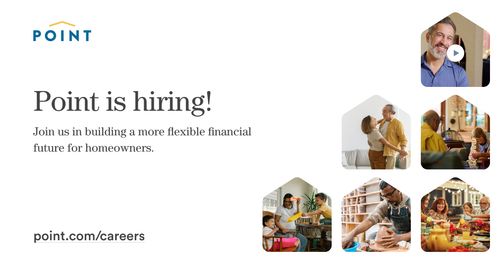 POINT
Point is hiring!
Join us in building a more flexible financial
future for homeowners.
point.com/careers